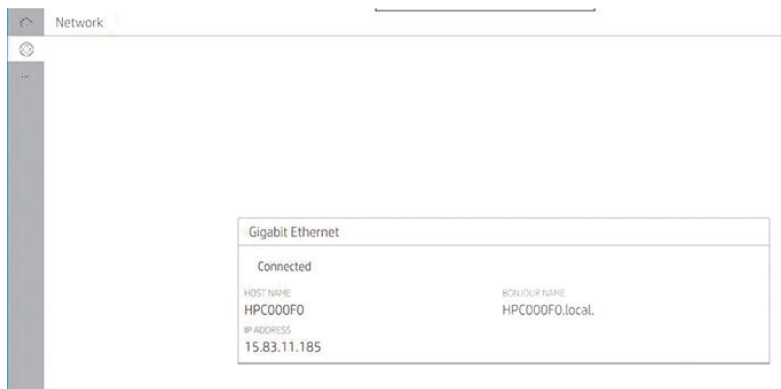 Network
...
Gigabit Ethernet
Connected
HOST NAME
BONJOUR NAME
HPC000F0
HPC000F0.local.
IP ADDRESS
15.83.11.185